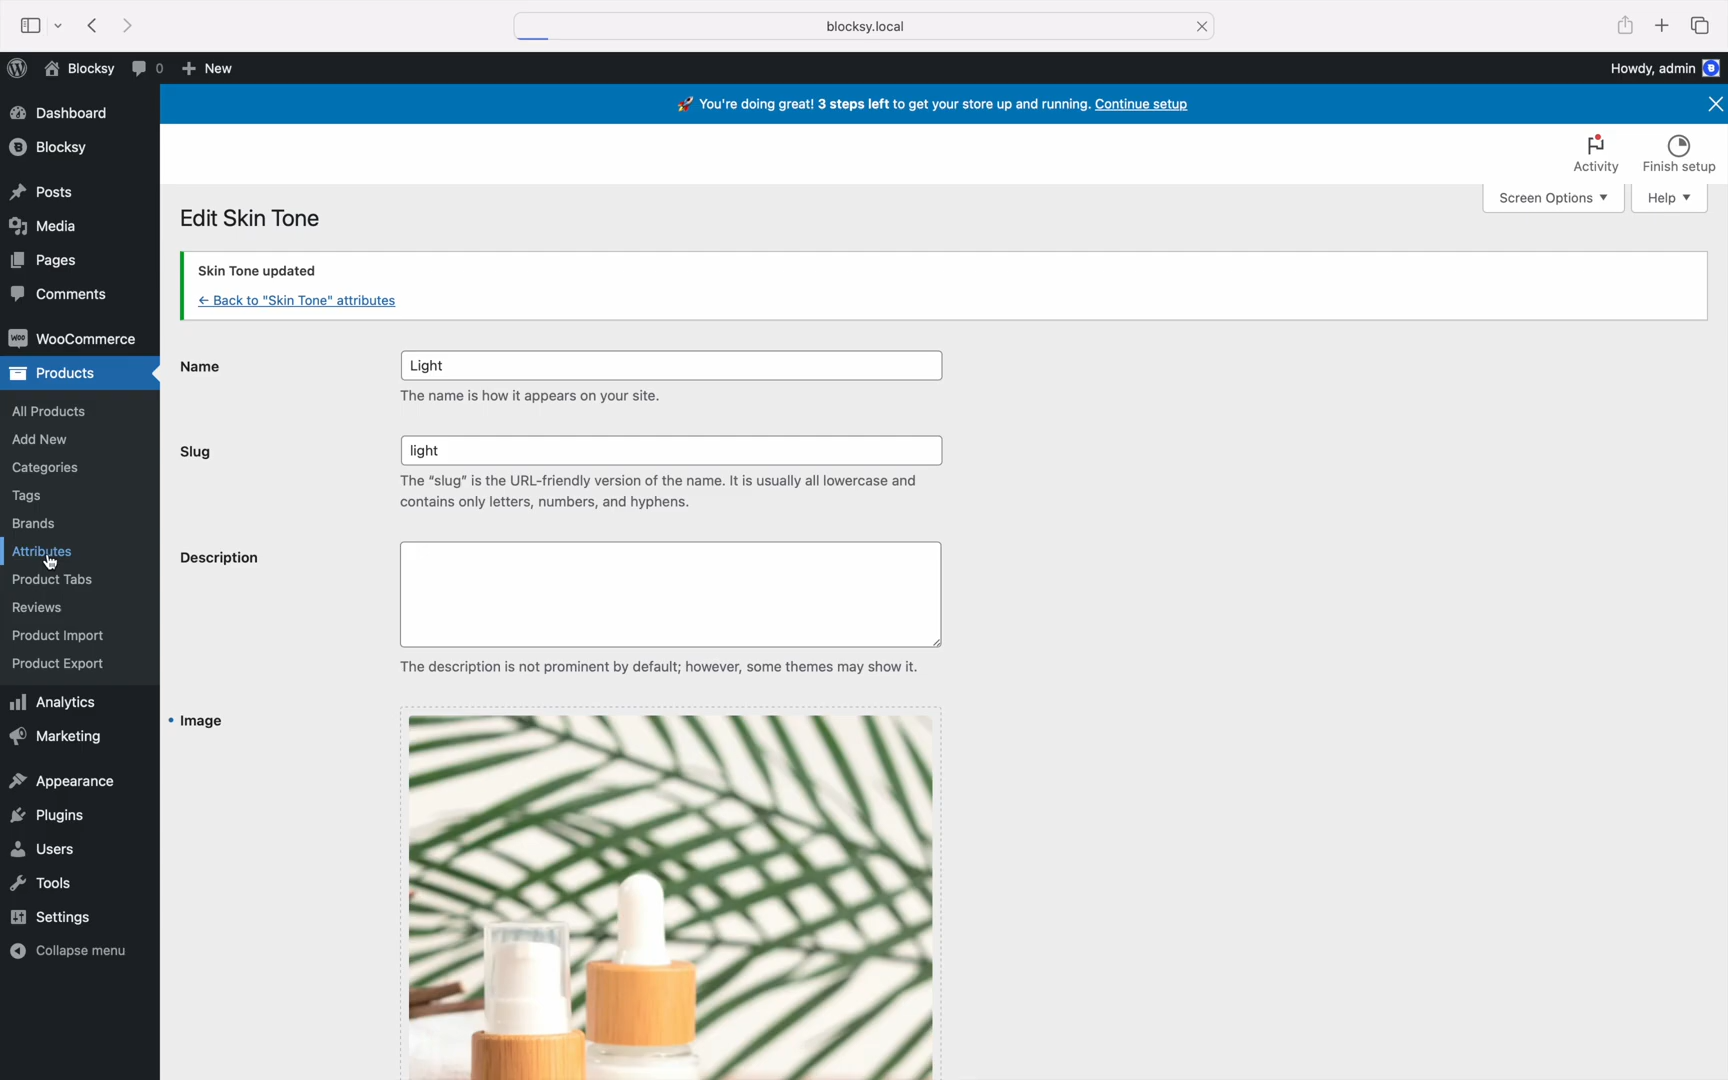 blocksy.local
Blocksy 0 New Howdy, admin
🚀 You're doing great! 3 steps left to get your store up and running. Continue setup
Activity Finish setup
Screen Options ▼ Help ▼
Dashboard
Blocksy
Posts
Media
Pages
Comments
WooCommerce
Products
All Products
Add New
Categories
Tags
Brands
Attributes
Product Tabs
Reviews
Product Import
Product Export
Analytics
Marketing
Appearance
Plugins
Users
Tools
Settings
Collapse menu
Edit Skin Tone
Skin Tone updated
← Back to "Skin Tone" attributes
Name Light
The name is how it appears on your site.
Slug light
The “slug” is the URL-friendly version of the name. It is usually all lowercase and
contains only letters, numbers, and hyphens.
Description
The description is not prominent by default; however, some themes may show it.
Image